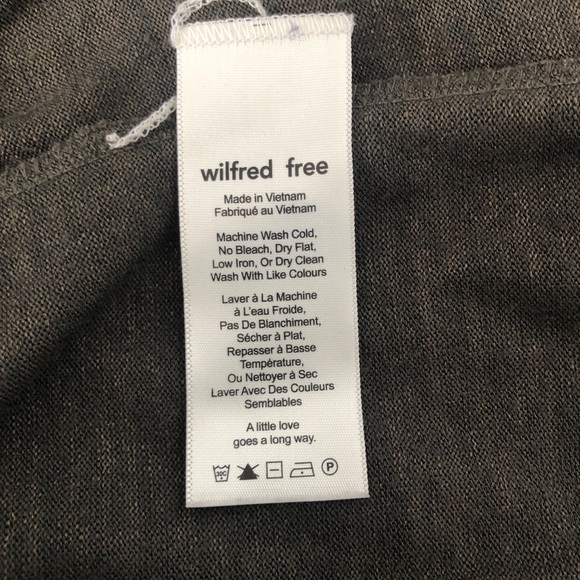 wilfred free
Made in Vietnam
Fabriqué au Vietnam
Machine Wash Cold,
No Bleach, Dry Flat,
Low Iron, Or Dry Clean
Wash With Like Colours
Laver à La Machine
à L'eau Froide,
Pas De Blanchiment,
Sécher à Plat,
Repasser à Basse
Température,
Ou Nettoyer à Sec
Laver Avec Des Couleurs
Semblables
A little love
goes a long way.
30C P